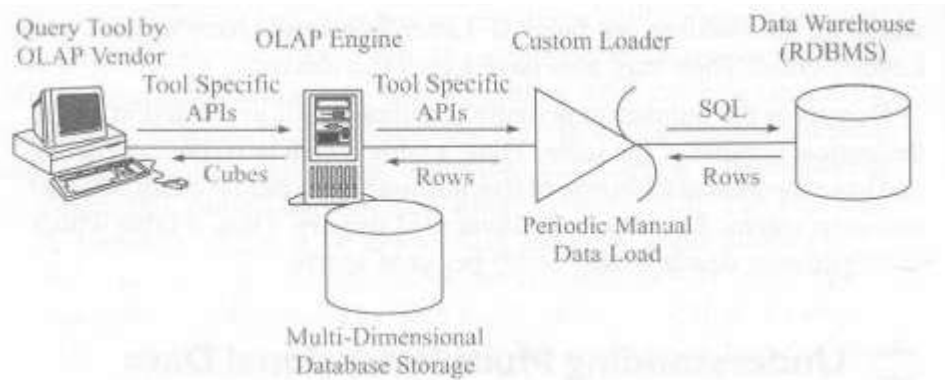 Query Tool by
OLAP Vendor
OLAP Engine
Custom Loader
Data Warehouse
(RDBMS)
Tool Specific
APIs
Tool Specific
APIs
SQL
Cubes
Rows
Rows
Periodic Manual
Data Load
Multi-Dimensional
Database Storage